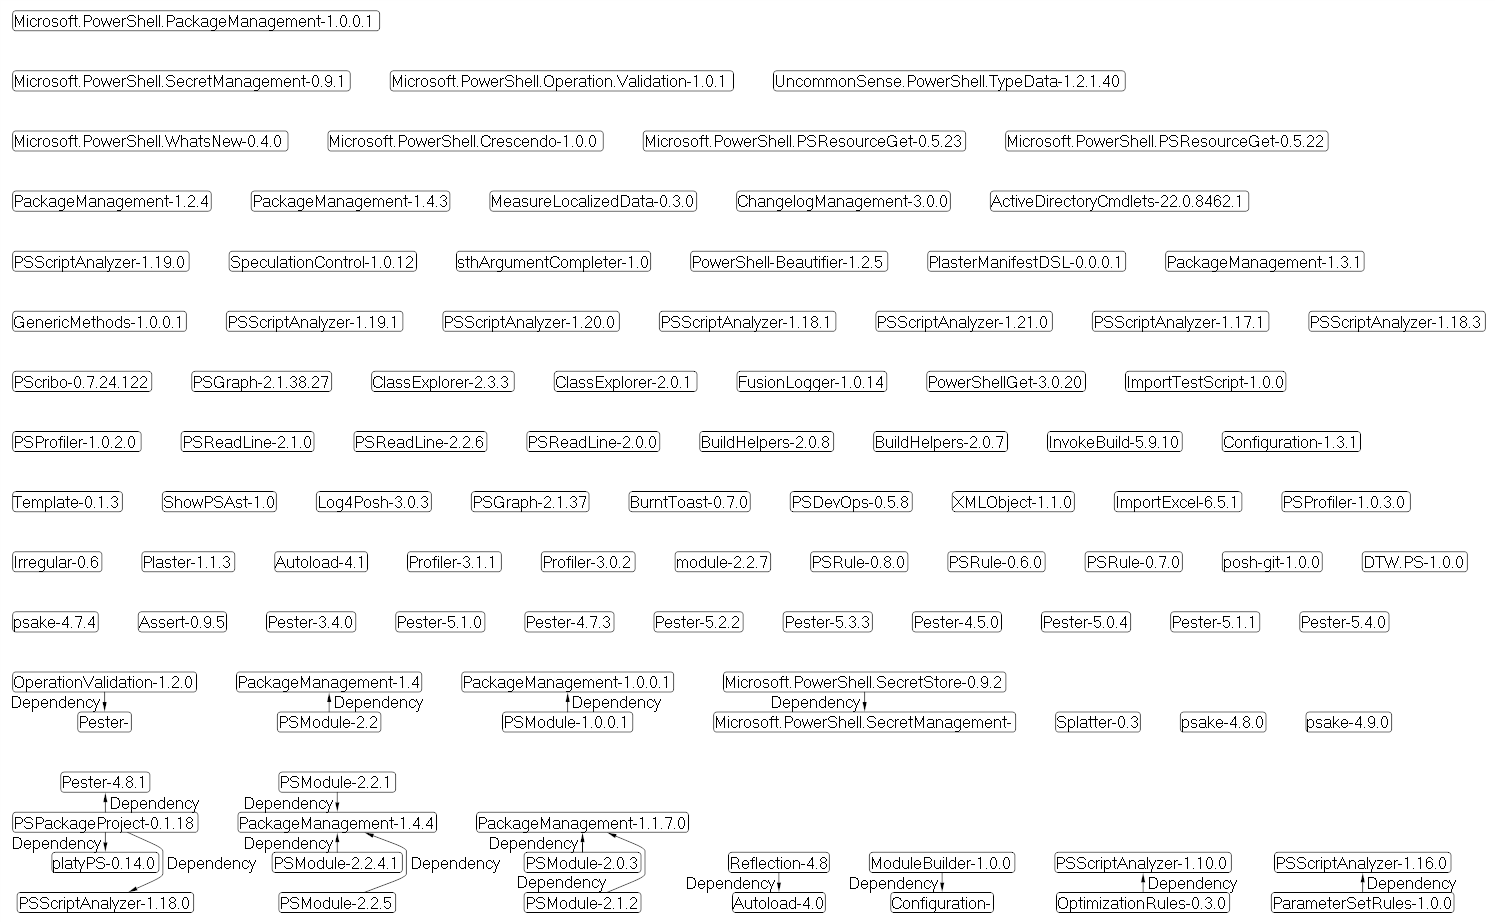 Microsoft.PowerShell.PackageManagement-1.0.0.1
Microsoft.PowerShell.SecretManagement-0.9.1 Microsoft.PowerShell.Operation.Validation-1.0.1 UncommonSense.PowerShell.TypeData-1.2.1.40
Microsoft.PowerShell.WhatsNew-0.4.0 Microsoft.PowerShell.Crescendo-1.0.0 Microsoft.PowerShell.PSResourceGet-0.5.23 Microsoft.PowerShell.PSResourceGet-0.5.22
PackageManagement-1.2.4 PackageManagement-1.4.3 MeasureLocalizedData-0.3.0 ChangelogManagement-3.0.0 ActiveDirectoryCmdlets-22.0.8462.1
PSScriptAnalyzer-1.19.0 SpeculationControl-1.0.12 sthArgumentCompleter-1.0 PowerShell-Beautifier-1.2.5 PlasterManifestDSL-0.0.0.1 PackageManagement-1.3.1
GenericMethods-1.0.0.1 PSScriptAnalyzer-1.19.1 PSScriptAnalyzer-1.20.0 PSScriptAnalyzer-1.18.1 PSScriptAnalyzer-1.21.0 PSScriptAnalyzer-1.17.1 PSScriptAnalyzer-1.18.3
PScribo-0.7.24.122 PSGraph-2.1.38.27 ClassExplorer-2.3.3 ClassExplorer-2.0.1 FusionLogger-1.0.14 PowerShellGet-3.0.20 ImportTestScript-1.0.0
PSProfiler-1.0.2.0 PSReadLine-2.1.0 PSReadLine-2.2.6 PSReadLine-2.0.0 BuildHelpers-2.0.8 BuildHelpers-2.0.7 InvokeBuild-5.9.10 Configuration-1.3.1
Template-0.1.3 ShowPSAst-1.0 Log4Posh-3.0.3 PSGraph-2.1.37 BurntToast-0.7.0 PSDevOps-0.5.8 XMLObject-1.1.0 ImportExcel-6.5.1 PSProfiler-1.0.3.0
Irregular-0.6 Plaster-1.1.3 Autoload-4.1 Profiler-3.1.1 Profiler-3.0.2 module-2.2.7 PSRule-0.8.0 PSRule-0.6.0 PSRule-0.7.0 posh-git-1.0.0 DTW.PS-1.0.0
psake-4.7.4 Assert-0.9.5 Pester-3.4.0 Pester-5.1.0 Pester-4.7.3 Pester-5.2.2 Pester-5.3.3 Pester-4.5.0 Pester-5.0.4 Pester-5.1.1 Pester-5.4.0
OperationValidation-1.2.0 PackageManagement-1.4 PackageManagement-1.0.0.1 Microsoft.PowerShell.SecretStore-0.9.2
Dependency Dependency Dependency Dependency
Pester- PSModule-2.2 PSModule-1.0.0.1 Microsoft.PowerShell.SecretManagement- Splatter-0.3 psake-4.8.0 psake-4.9.0
Pester-4.8.1 PSModule-2.2.1
Dependency Dependency
PSPackageProject-0.1.18 PackageManagement-1.4.4 PackageManagement-1.1.7.0
Dependency Dependency Dependency
platyPS-0.14.0 Dependency PSModule-2.2.4.1 Dependency PSModule-2.0.3 Reflection-4.8 ModuleBuilder-1.0.0 PSScriptAnalyzer-1.10.0 PSScriptAnalyzer-1.16.0
Dependency Dependency Dependency Dependency Dependency
PSScriptAnalyzer-1.18.0 PSModule-2.2.5 PSModule-2.1.2 Autoload-4.0 Configuration- OptimizationRules-0.3.0 ParameterSetRules-1.0.0